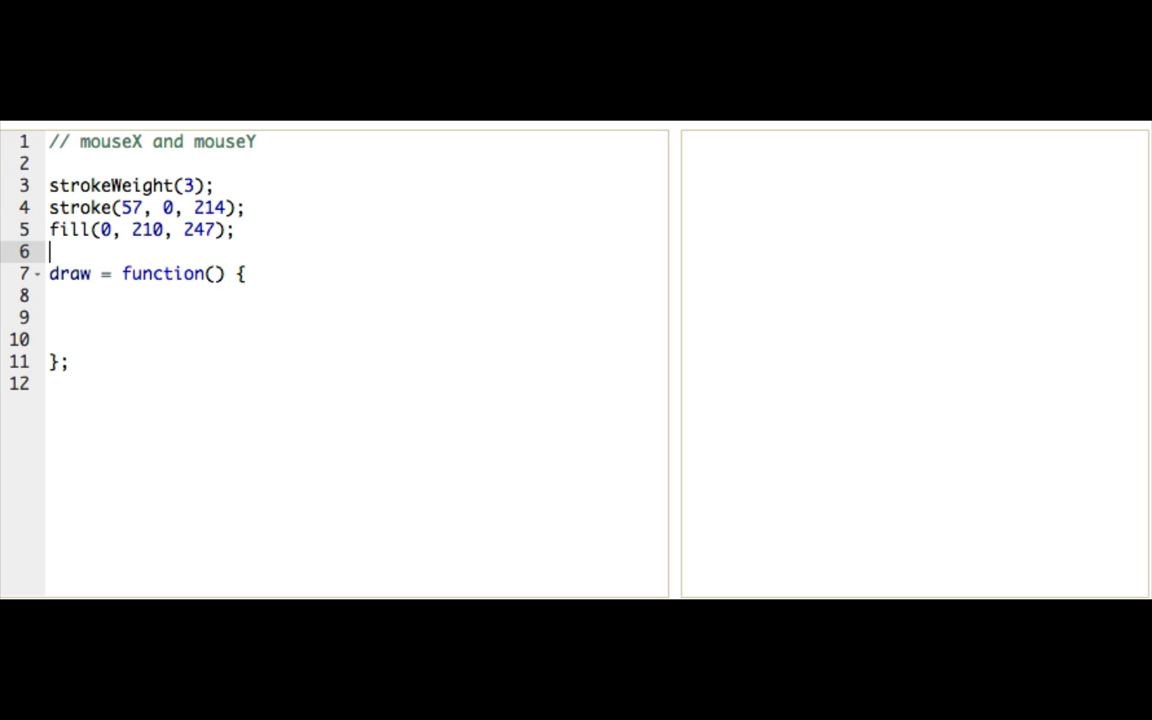 1 // mouseX and mouseY
2
3 strokeWeight(3);
4 stroke(57, 0, 214);
5 fill(0, 210, 247);
6
7 draw = function() {
8
9
10
11 };
12